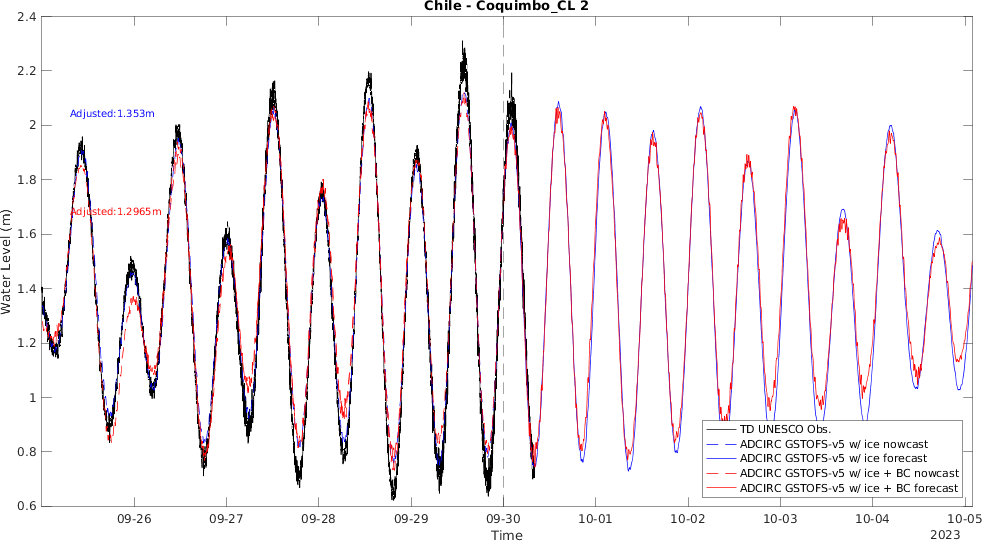 Chile - Coquimbo_CL 2
2.4
2.2
2
1.8
1.6
1.4
1.2
1
0.8
0.6
Water Level (m)
Adjusted:1.353m
Adjusted:1.2965m
TD UNESCO Obs.
ADCIRC GSTOFS-v5 w/ ice nowcast
ADCIRC GSTOFS-v5 w/ ice forecast
ADCIRC GSTOFS-v5 w/ ice + BC nowcast
ADCIRC GSTOFS-v5 w/ ice + BC forecast
09-26 09-27 09-28 09-29 09-30 10-01 10-02 10-03 10-04 10-05
Time
2023